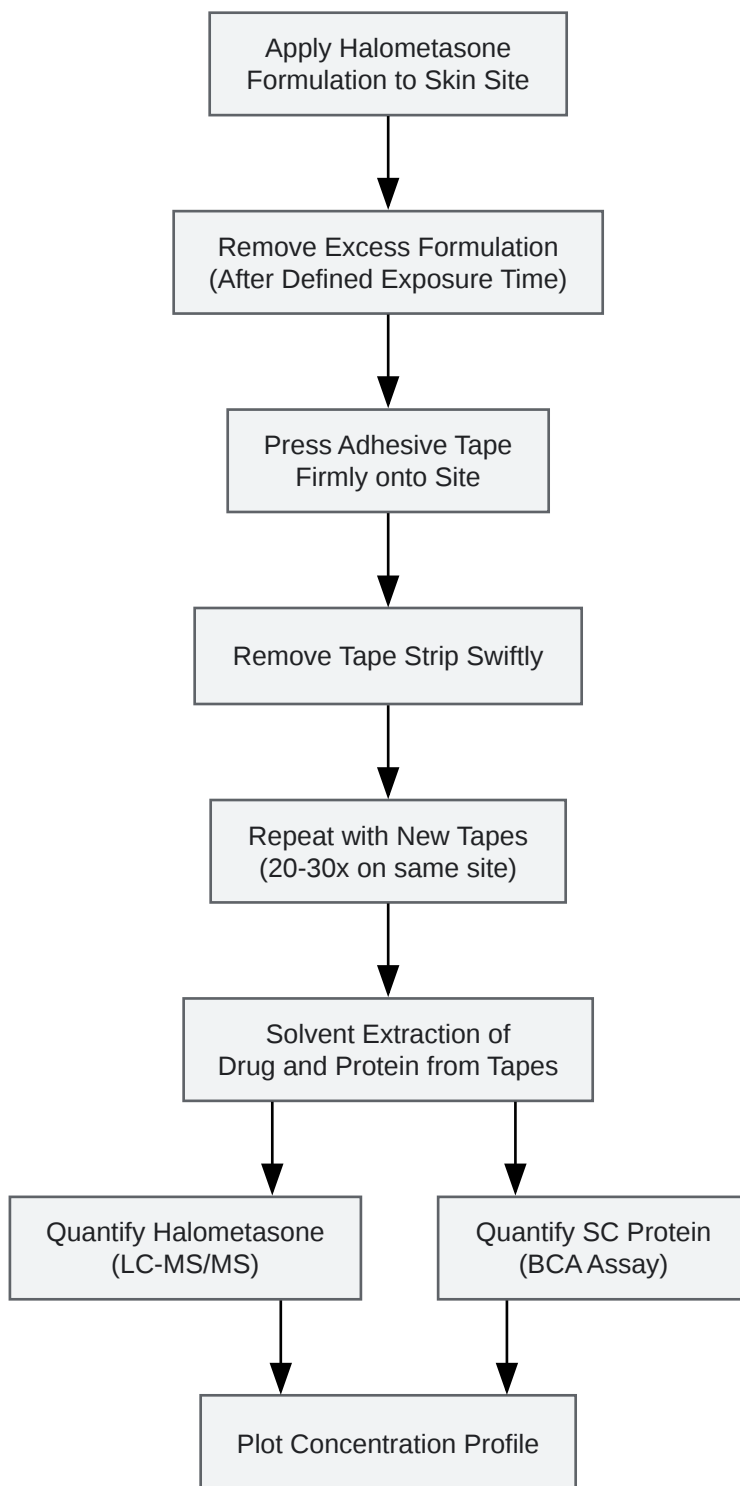 Apply Halometasone
Formulation to Skin Site
Remove Excess Formulation
(After Defined Exposure Time)
Press Adhesive Tape
Firmly onto Site
Remove Tape Strip Swiftly
Repeat with New Tapes
(20-30x on same site)
Solvent Extraction of
Drug and Protein from Tapes
Quantify Halometasone
(LC-MS/MS)
Quantify SC Protein
(BCA Assay)
Plot Concentration Profile